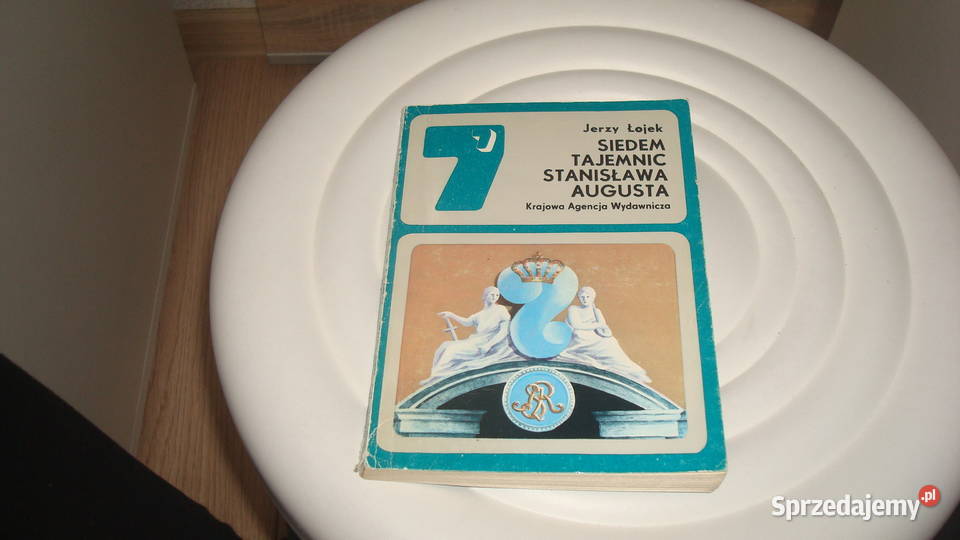 7
Jerzy Łojek
SIEDEM
TAJEMNIC
STANISŁAWA
AUGUSTA
Krajowa Agencja Wydawnicza
SAR
Sprzedajemy.pl